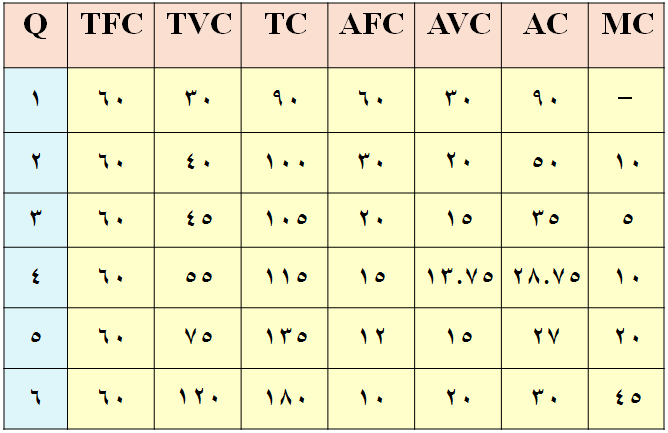 Q TFC TVC TC AFC AVC AC MC
١ ٦٠ ٣٠ ٩٠ ٦٠ ٣٠ ٩٠ –
٢ ٦٠ ٤٠ ١٠٠ ٣٠ ٢٠ ٥٠ ١٠
٣ ٦٠ ٤٥ ١٠٥ ٢٠ ١٥ ٣٥ ٥
٤ ٦٠ ٥٥ ١١٥ ١٥ ١٣.٧٥ ٢٨.٧٥ ١٠
٥ ٦٠ ٧٥ ١٣٥ ١٢ ١٥ ٢٧ ٢٠
٦ ٦٠ ١٢٠ ١٨٠ ١٠ ٢٠ ٣٠ ٤٥